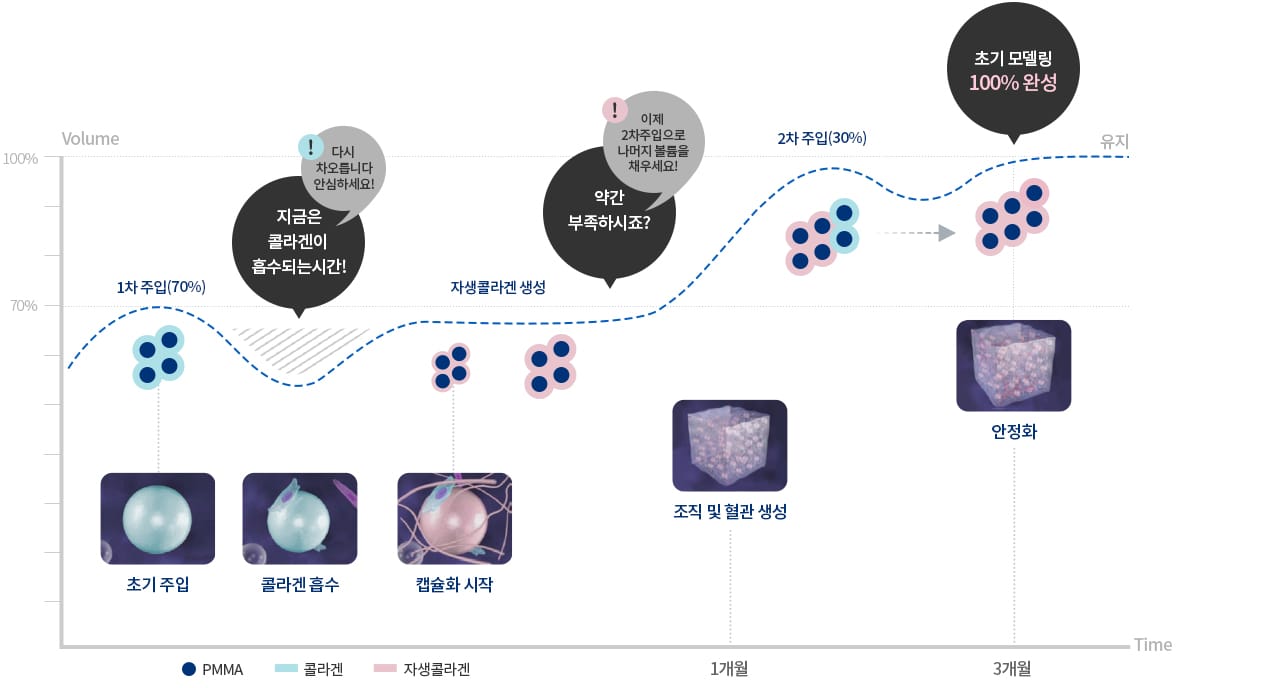 초기 모델링
100% 완성
Volume
100%
!
다시
차오릅니다
안심하세요!
지금은
콜라겐이
흡수되는시간!
!
이제
2차주입으로
나머지 볼륨을
채우세요!
약간
부족하시죠?
2차 주입(30%)
유지
1차 주입(70%)
자생콜라겐 생성
70%
안정화
조직 및 혈관 생성
초기 주입
콜라겐 흡수
캡슐화 시작
Time
PMMA
콜라겐
자생콜라겐
1개월
3개월